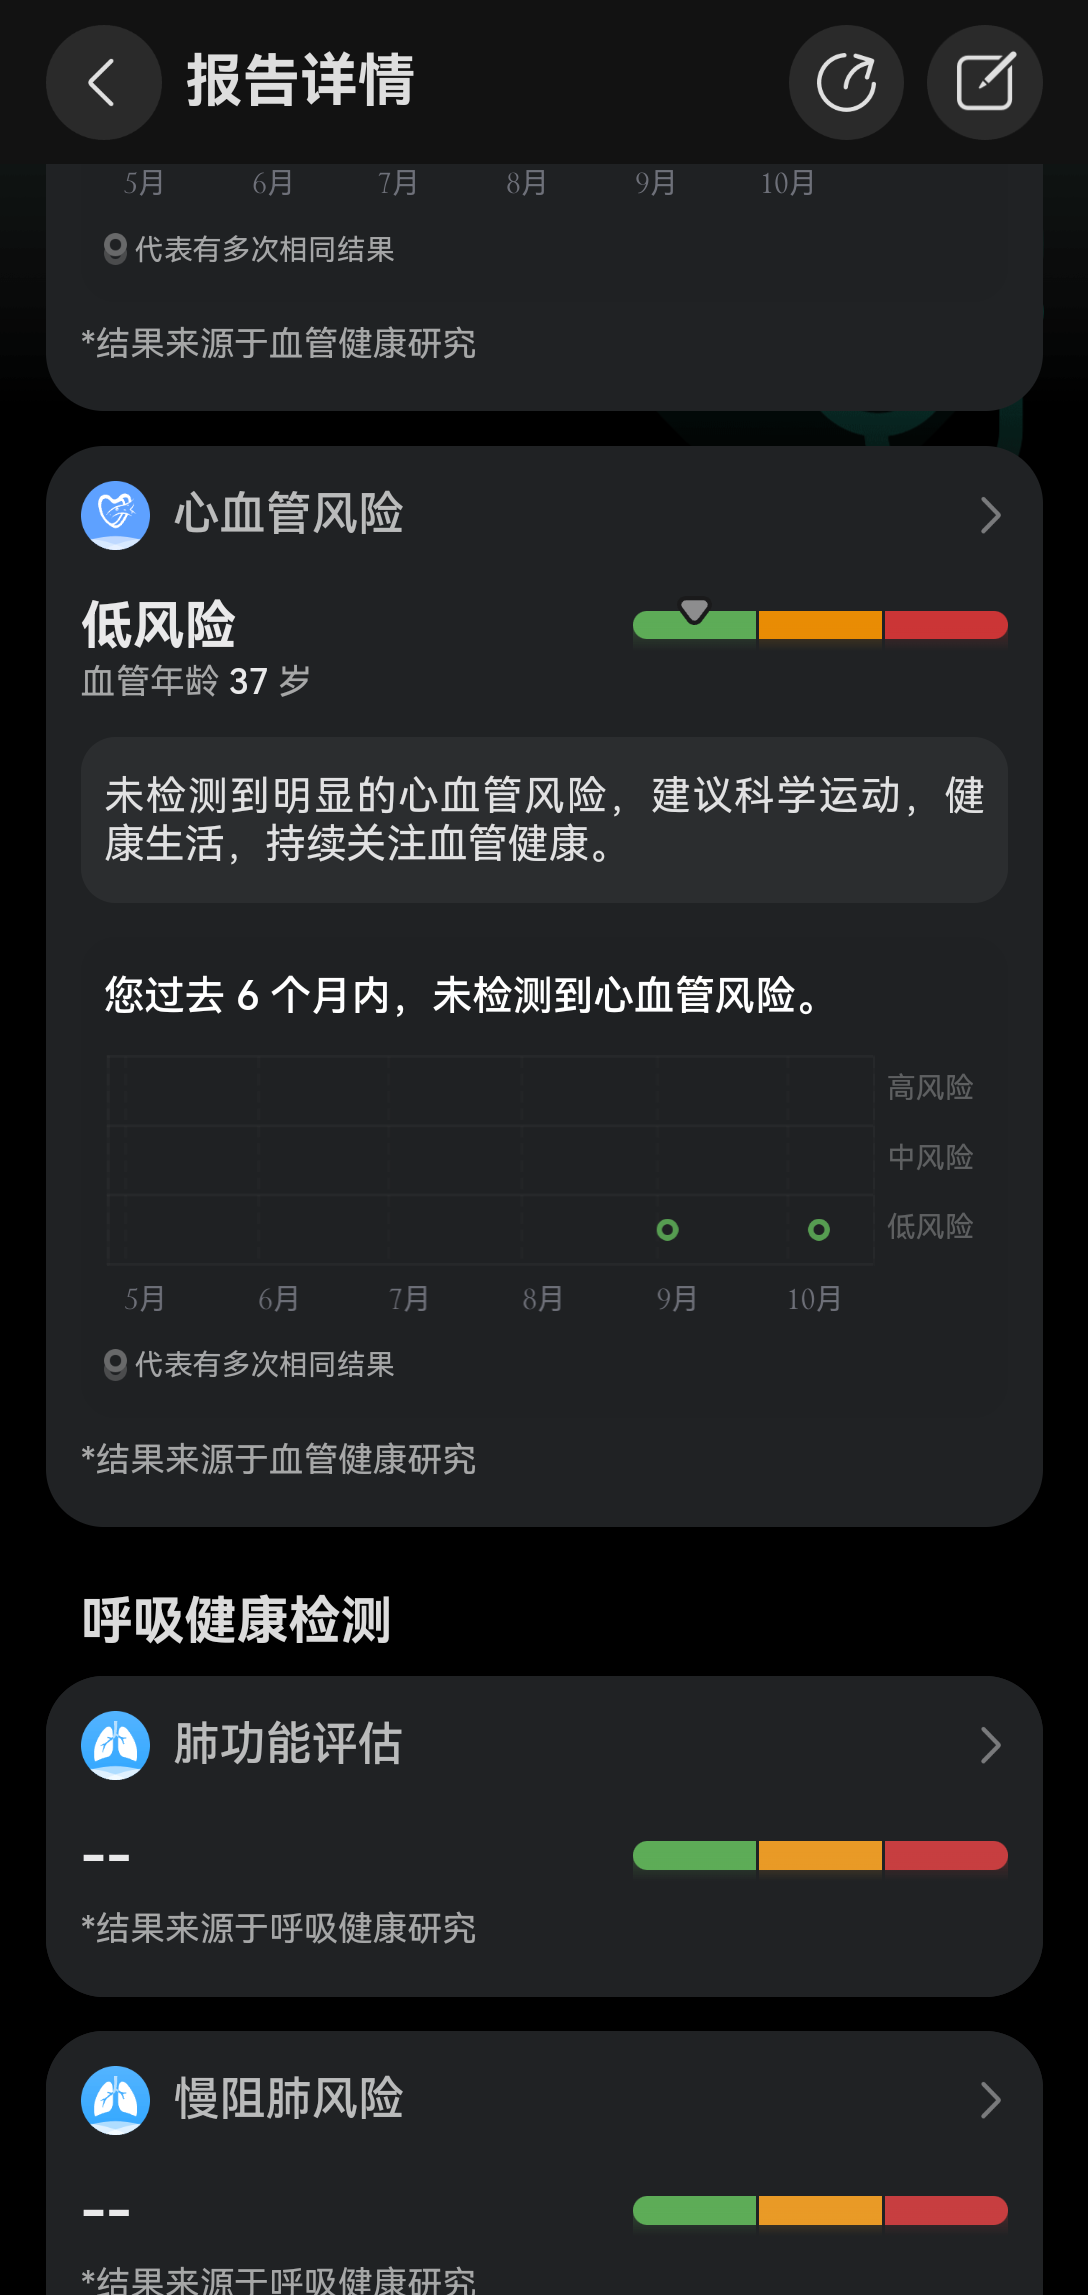 报告详情
5月 6月 7月 8月 9月 10月
代表有多次相同结果
*结果来源于血管健康研究
心血管风险
低风险
血管年龄 37 岁
未检测到明显的心血管风险，建议科学运动，健
康生活，持续关注血管健康。
您过去 6 个月内，未检测到心血管风险。
高风险
中风险
低风险
5月 6月 7月 8月 9月 10月
代表有多次相同结果
*结果来源于血管健康研究
呼吸健康检测
肺功能评估
--
*结果来源于呼吸健康研究
慢阻肺风险
--
*结果来源于呼吸健康研究